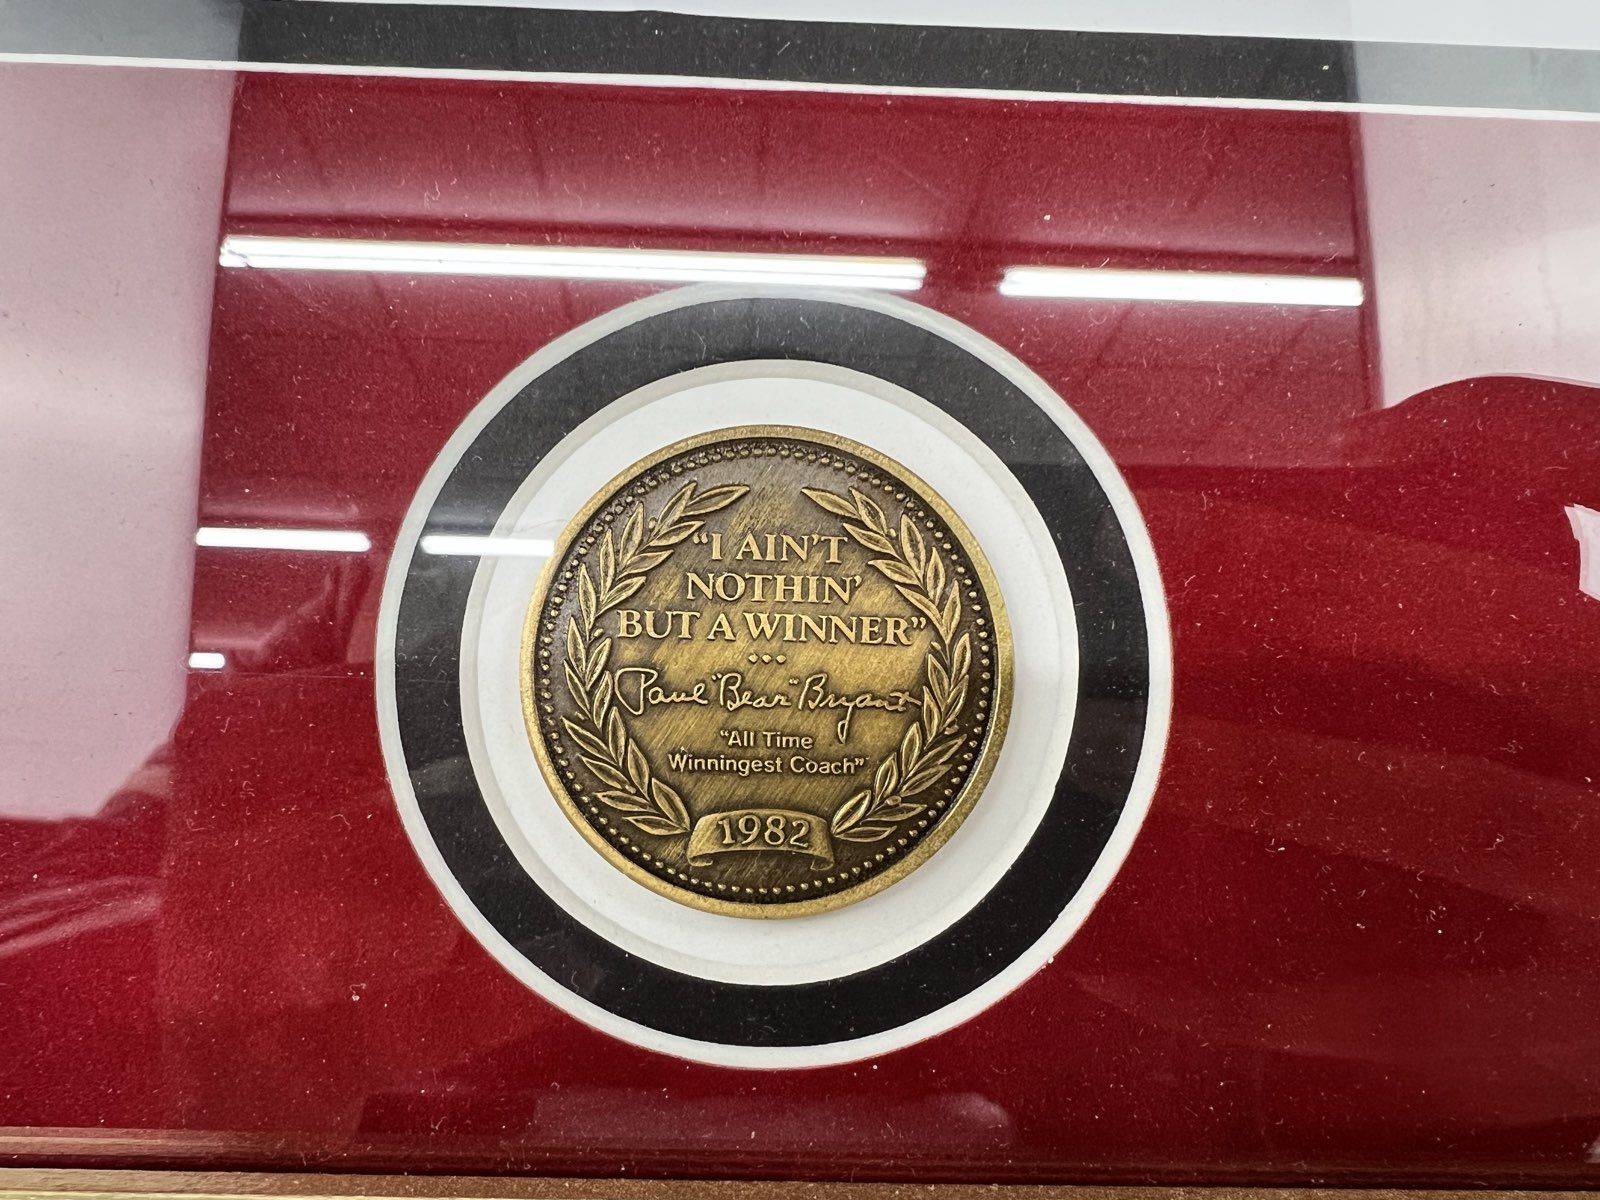 "I AIN'T
NOTHIN'
BUT A WINNER"
Paul "Bear" Bryant
"All Time
Winningest Coach"
1982